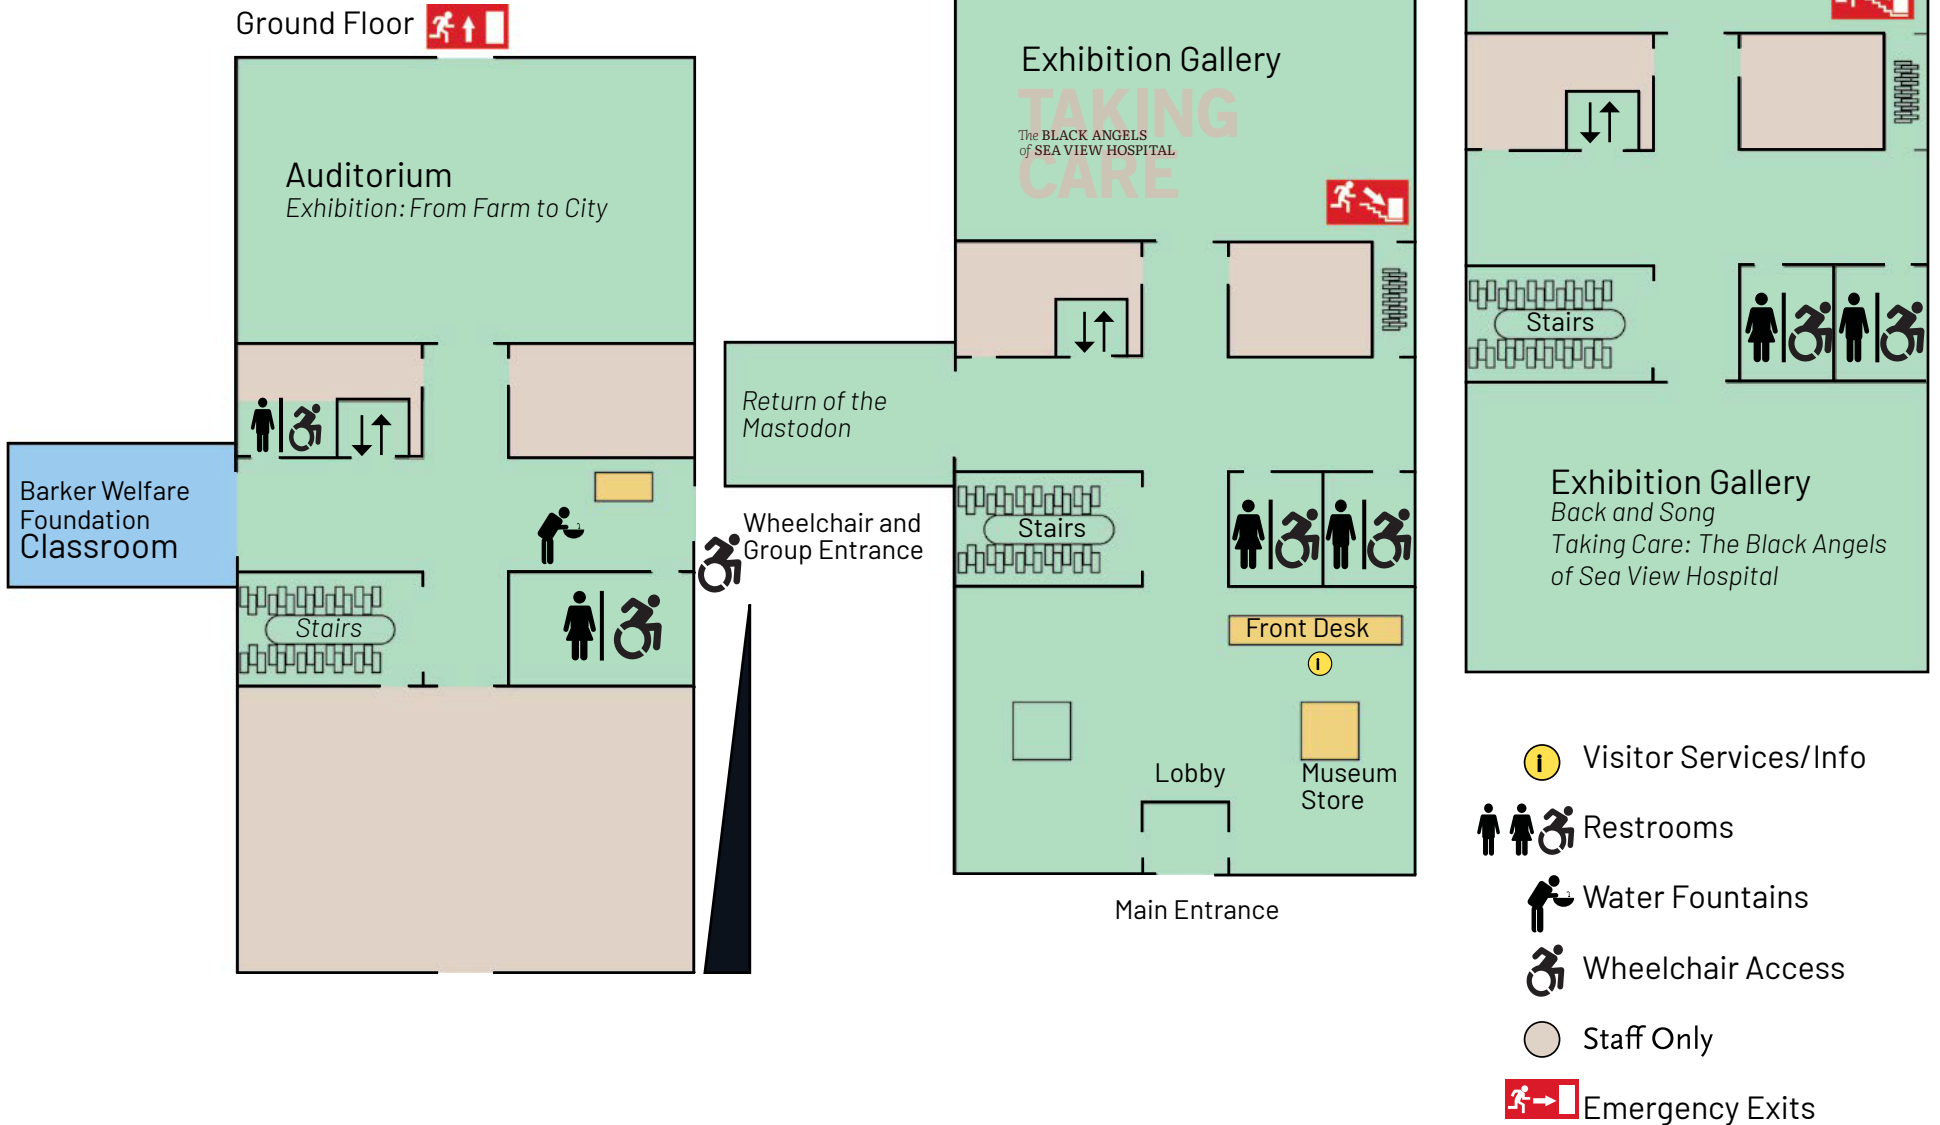 Ground Floor
Auditorium
Exhibition: From Farm to City
Barker Welfare
Foundation
Classroom
Stairs
Wheelchair and
Group Entrance
Exhibition Gallery
TAKING
The BLACK ANGELS
of SEA VIEW HOSPITAL
CARE
Return of the
Mastodon
Stairs
Front Desk
i
Lobby
Museum
Store
Main Entrance
Stairs
Exhibition Gallery
Back and Song
Taking Care: The Black Angels
of Sea View Hospital
i Visitor Services/Info
Restrooms
Water Fountains
Wheelchair Access
Staff Only
Emergency Exits